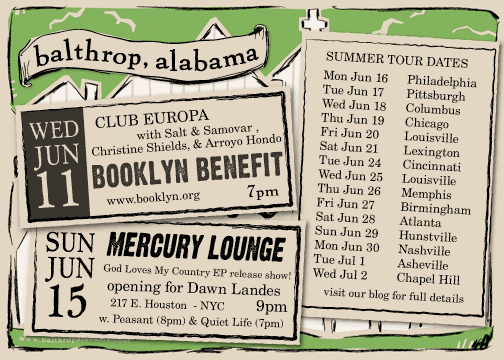 balthrop, alabama
WED
JUN
11
CLUB EUROPA
with Salt & Samovar ,
Christine Shields, & Arroyo Hondo
BOOKLYN BENEFIT
www.booklyn.org 7pm
SUN
JUN
15
MERCURY LOUNGE
God Loves My Country EP release show!
opening for Dawn Landes
217 E. Houston - NYC 9pm
w. Peasant (8pm) & Quiet Life (7pm)
SUMMER TOUR DATES
Mon Jun 16 Philadelphia
Tue Jun 17 Pittsburgh
Wed Jun 18 Columbus
Thu Jun 19 Chicago
Fri Jun 20 Louisville
Sat Jun 21 Lexington
Tue Jun 24 Cincinnati
Wed Jun 25 Louisville
Thu Jun 26 Memphis
Fri Jun 27 Birmingham
Sat Jun 28 Atlanta
Sun Jun 29 Hunstville
Mon Jun 30 Nashville
Tue Jul 1 Asheville
Wed Jul 2 Chapel Hill
visit our blog for full details